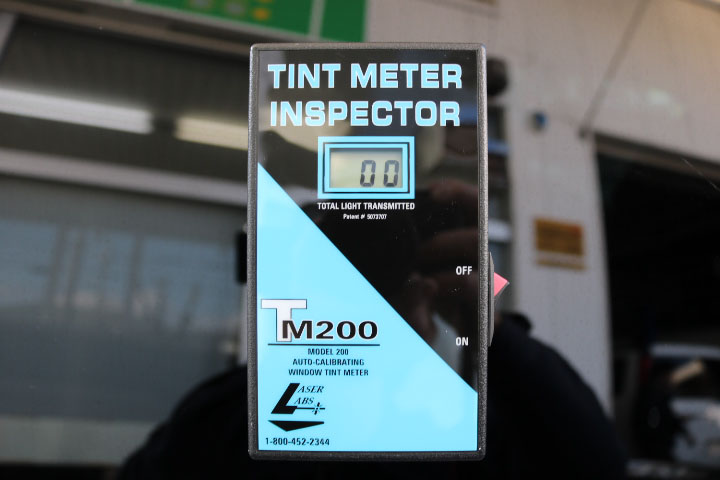 TINT METER
INSPECTOR
00
TOTAL LIGHT TRANSMITTED
Patent # 5073707
OFF
ON
TM200
MODEL 200
AUTO-CALIBRATING
WINDOW TINT METER
LASER
LABS
1-800-452-2344